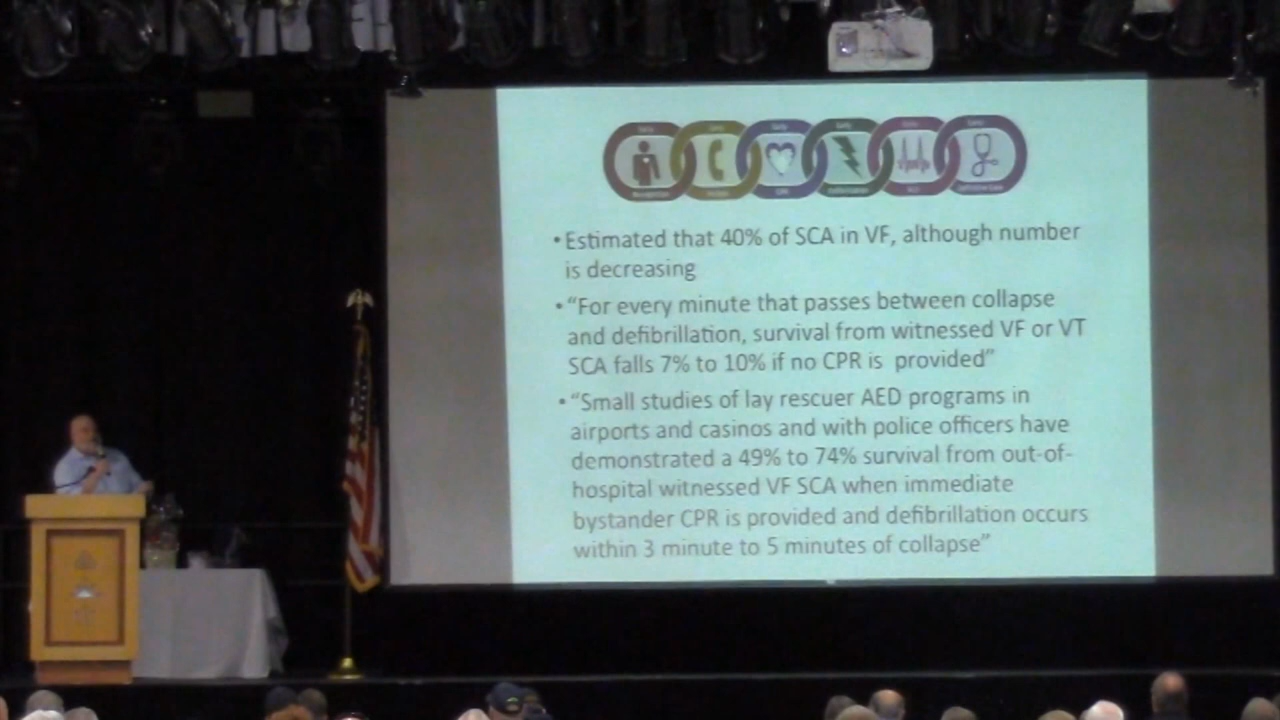 • Estimated that 40% of SCA in VF, although number
is decreasing
• “For every minute that passes between collapse
and defibrillation, survival from witnessed VF or VT
SCA falls 7% to 10% if no CPR is provided”
• “Small studies of lay rescuer AED programs in
airports and casinos and with police officers have
demonstrated a 49% to 74% survival from out-of-
hospital witnessed VF SCA when immediate
bystander CPR is provided and defibrillation occurs
within 3 minute to 5 minutes of collapse”